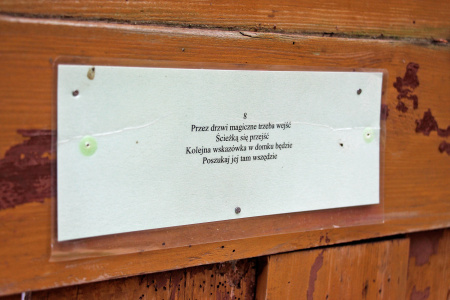 8
Przez drzwi magiczne trzeba wejść
Ścieżką się przejść
Kolejna wskazówka w domku będzie
Poszukaj jej tam wszędzie